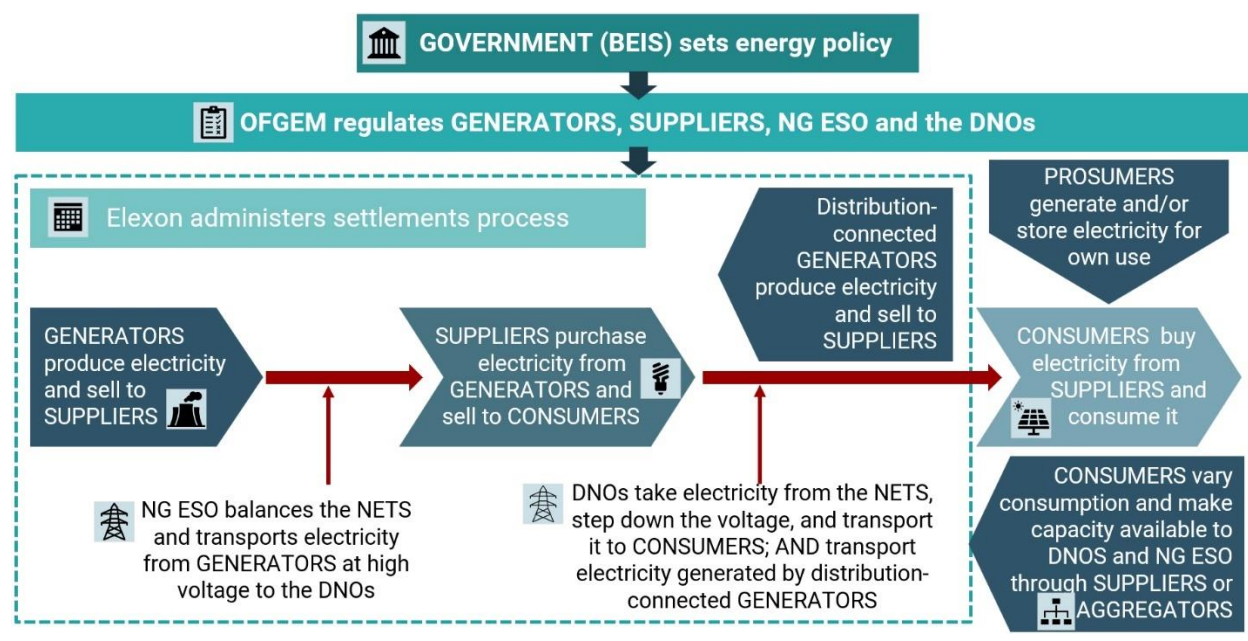 GOVERNMENT (BEIS) sets energy policy
OFGEM regulates GENERATORS, SUPPLIERS, NG ESO and the DNOs
Elexon administers settlements process
Distribution-
connected
GENERATORS
produce electricity
and sell to
SUPPLIERS
PROSUMERS
generate and/or
store electricity for
own use
GENERATORS
produce electricity
and sell to
SUPPLIERS
SUPPLIERS purchase
electricity from
GENERATORS and
sell to CONSUMERS
CONSUMERS buy
electricity from
SUPPLIERS and
consume it
NG ESO balances the NETS
and transports electricity
from GENERATORS at high
voltage to the DNOs
DNOs take electricity from the NETS,
step down the voltage, and transport
it to CONSUMERS; AND transport
electricity generated by distribution-
connected GENERATORS
CONSUMERS vary
consumption and make
capacity available to
DNOS and NG ESO
through SUPPLIERS or
AGGREGATORS